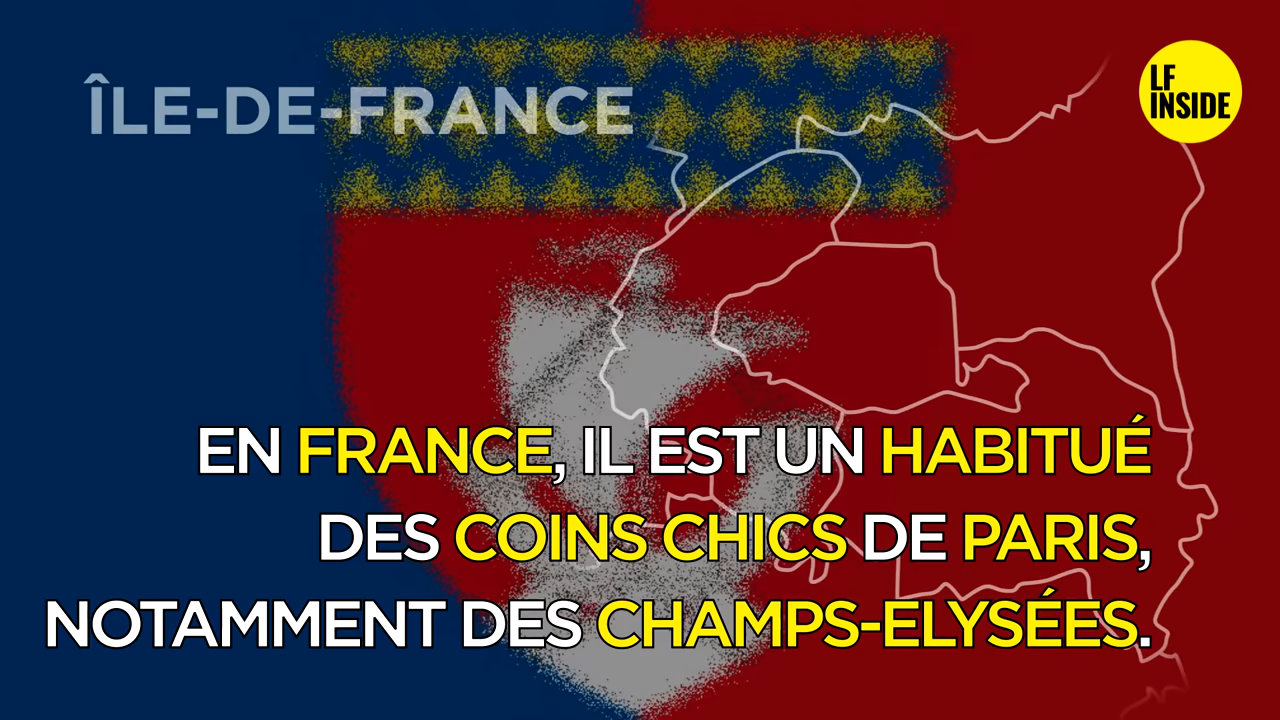 ÎLE-DE-FRANCE
LF
INSIDE
EN FRANCE, IL EST UN HABITUÉ
DES COINS CHICS DE PARIS,
NOTAMMENT DES CHAMPS-ELYSÉES.